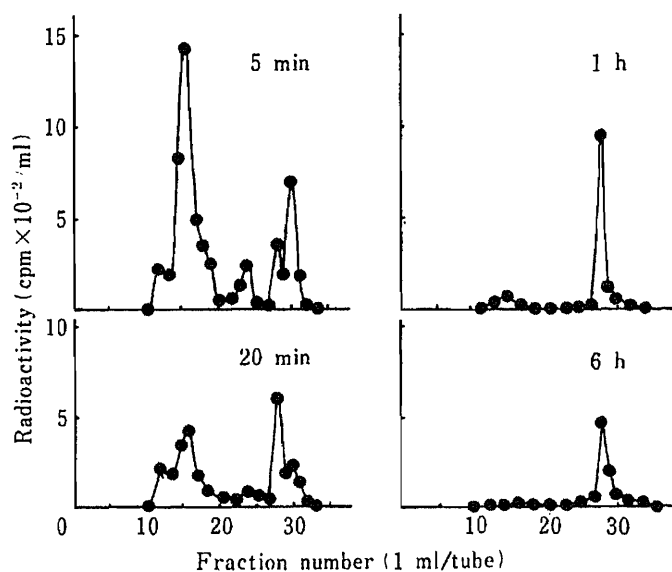 15
5 min
1 h
10
5
Radioactivity (cpm×10⁻²/ml)
10
20 min
6 h
5
0
10 20 30
10 20 30
Fraction number (1 ml/tube)